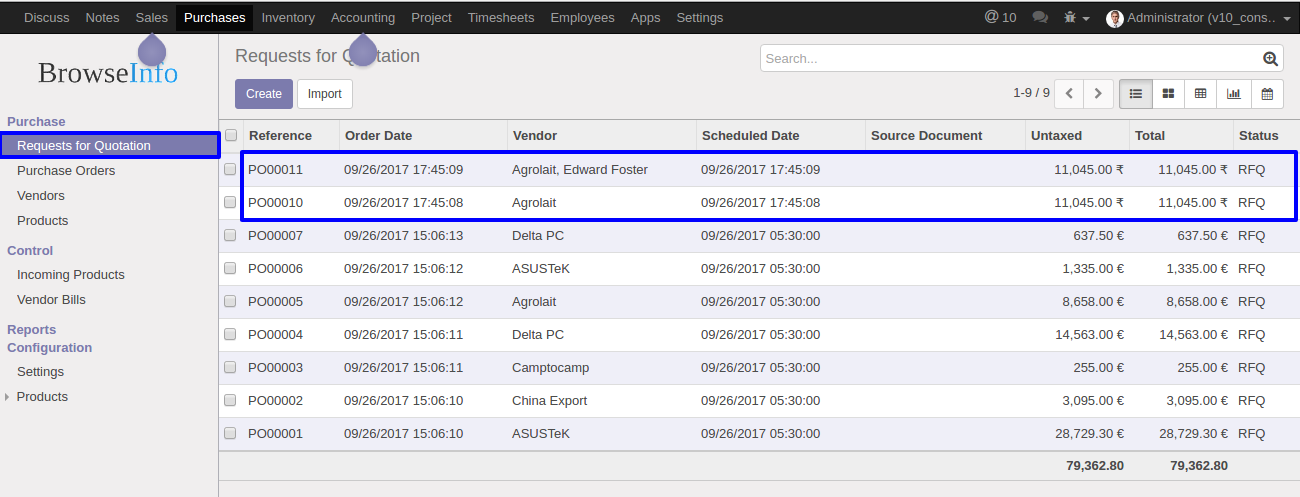 Discuss Notes Sales Purchases Inventory Accounting Project Timesheets Employees Apps Settings @ 10 Administrator (v10_cons...
BrowseInfo
Purchase
Requests for Quotation
Purchase Orders
Vendors
Products
Control
Incoming Products
Vendor Bills
Reports
Configuration
Settings
Products
Requests for Quotation
Search...
Create Import
1-9 / 9
Reference Order Date Vendor Scheduled Date Source Document Untaxed Total Status
PO00011 09/26/2017 17:45:09 Agrolait, Edward Foster 09/26/2017 17:45:09 11,045.00 ₹ 11,045.00 ₹ RFQ
PO00010 09/26/2017 17:45:08 Agrolait 09/26/2017 17:45:08 11,045.00 ₹ 11,045.00 ₹ RFQ
PO00007 09/26/2017 15:06:13 Delta PC 09/26/2017 05:30:00 637.50 € 637.50 € RFQ
PO00006 09/26/2017 15:06:12 ASUSTeK 09/26/2017 05:30:00 1,335.00 € 1,335.00 € RFQ
PO00005 09/26/2017 15:06:12 Agrolait 09/26/2017 05:30:00 8,658.00 € 8,658.00 € RFQ
PO00004 09/26/2017 15:06:11 Delta PC 09/26/2017 05:30:00 14,563.00 € 14,563.00 € RFQ
PO00003 09/26/2017 15:06:11 Camptocamp 09/26/2017 05:30:00 255.00 € 255.00 € RFQ
PO00002 09/26/2017 15:06:10 China Export 09/26/2017 05:30:00 3,095.00 € 3,095.00 € RFQ
PO00001 09/26/2017 15:06:10 ASUSTeK 09/26/2017 05:30:00 28,729.30 € 28,729.30 € RFQ
79,362.80 79,362.80